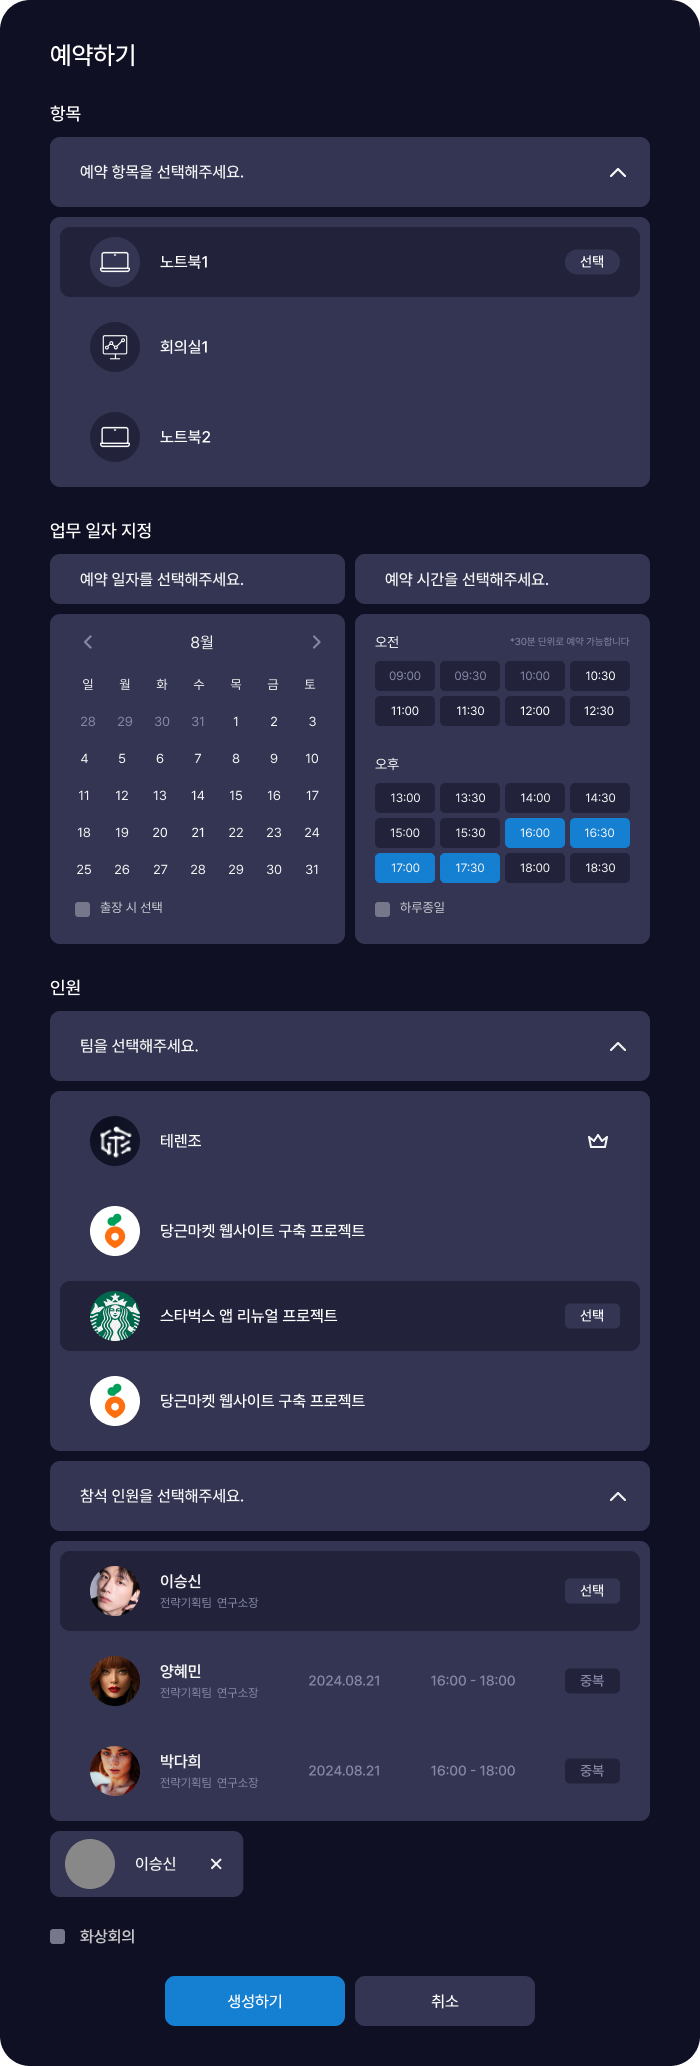 예약하기
항목
예약 항목을 선택해주세요.
노트북1 선택
회의실1
노트북2
업무 일자 지정
예약 일자를 선택해주세요.
8월
일 월 화 수 목 금 토
28 29 30 31 1 2 3
4 5 6 7 8 9 10
11 12 13 14 15 16 17
18 19 20 21 22 23 24
25 26 27 28 29 30 31
출장 시 선택
예약 시간을 선택해주세요.
오전 *30분 단위로 예약 가능합니다
09:00 09:30 10:00 10:30
11:00 11:30 12:00 12:30
오후
13:00 13:30 14:00 14:30
15:00 15:30 16:00 16:30
17:00 17:30 18:00 18:30
하루종일
인원
팀을 선택해주세요.
테렌조
당근마켓 웹사이트 구축 프로젝트
스타벅스 앱 리뉴얼 프로젝트 선택
당근마켓 웹사이트 구축 프로젝트
참석 인원을 선택해주세요.
이승신
전략기획팀 연구소장 선택
양혜민
전략기획팀 연구소장 2024.08.21 16:00 - 18:00 중복
박다희
전략기획팀 연구소장 2024.08.21 16:00 - 18:00 중복
이승신
화상회의
생성하기 취소